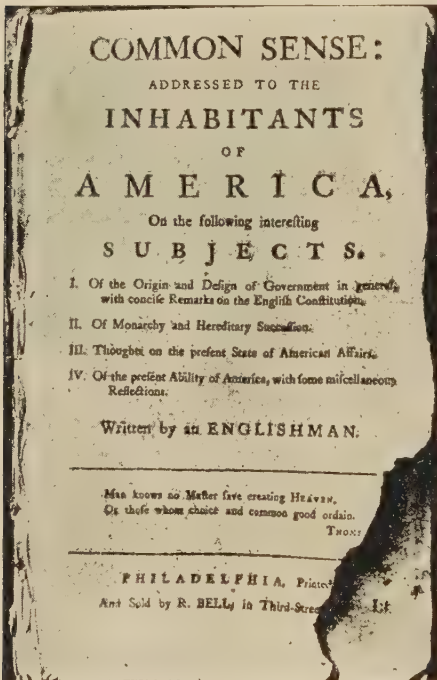 COMMON SENSE:
ADDRESSED TO THE
INHABITANTS
OF
AMERICA,
On the following intereſting
SUBJECTS.
I. Of the Origin and Deſign of Government in general,
with conciſe Remarks on the Engliſh Conſtitution.
II. Of Monarchy and Hereditary Succeſſion.
III. Thoughts on the preſent State of American Affairs.
IV. Of the preſent Ability of America, with ſome miſcellaneous
Reflections.
Written by an ENGLISHMAN.
Man knows no Maſter ſave creating HEAVEN,
Or thoſe whom choice and common good ordain.
PHILADELPHIA, Printed
And Sold by R. BELL, in Third-Stree